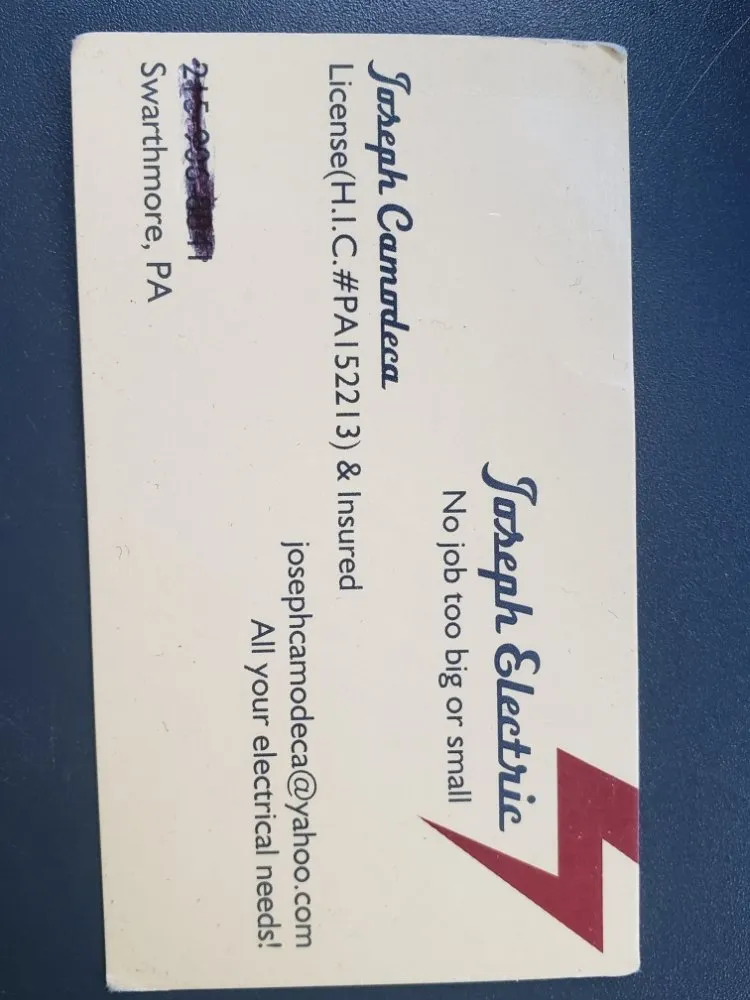 Joseph Electric
No job too big or small
Joseph Camodeca
License(H.I.C.#PA152213) & Insured
josephcamodeca@yahoo.com
All your electrical needs!
Swarthmore, PA